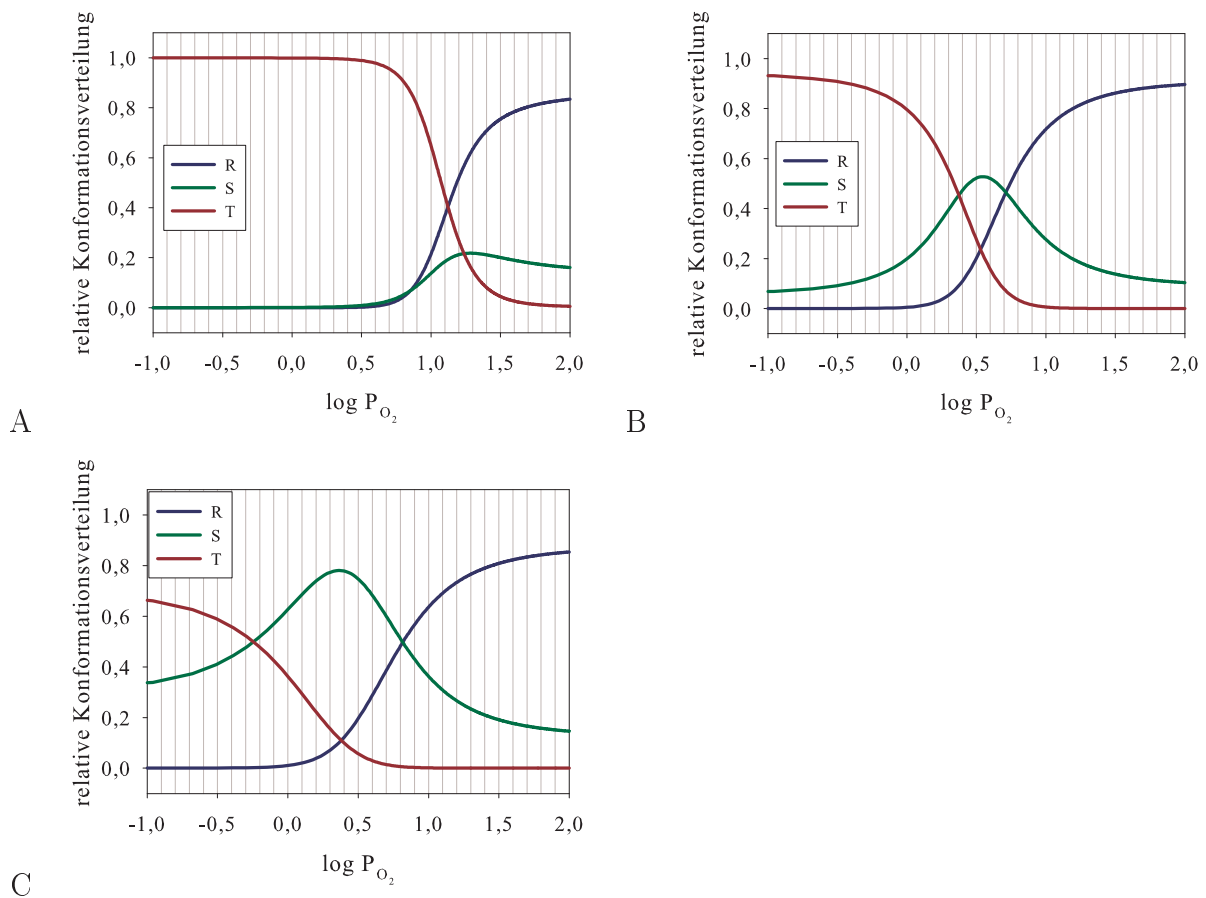 relative Konformationsverteilung
1,0
0,8
0,6
0,4
0,2
0,0
R
S
T
-1,0 -0,5 0,0 0,5 1,0 1,5 2,0
log P O2
A
relative Konformationsverteilung
1,0
0,8
0,6
0,4
0,2
0,0
R
S
T
-1,0 -0,5 0,0 0,5 1,0 1,5 2,0
log P O2
B
relative Konformationsverteilung
1,0
0,8
0,6
0,4
0,2
0,0
R
S
T
-1,0 -0,5 0,0 0,5 1,0 1,5 2,0
log P O2
C